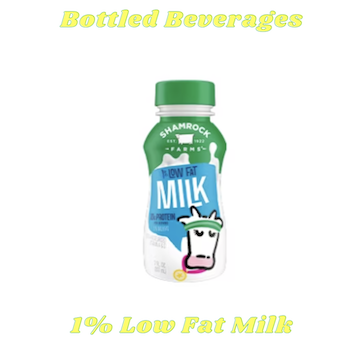 Bottled Beverages
SHAMROCK
FARMS
1% LOW FAT
MILK
1% Low Fat Milk